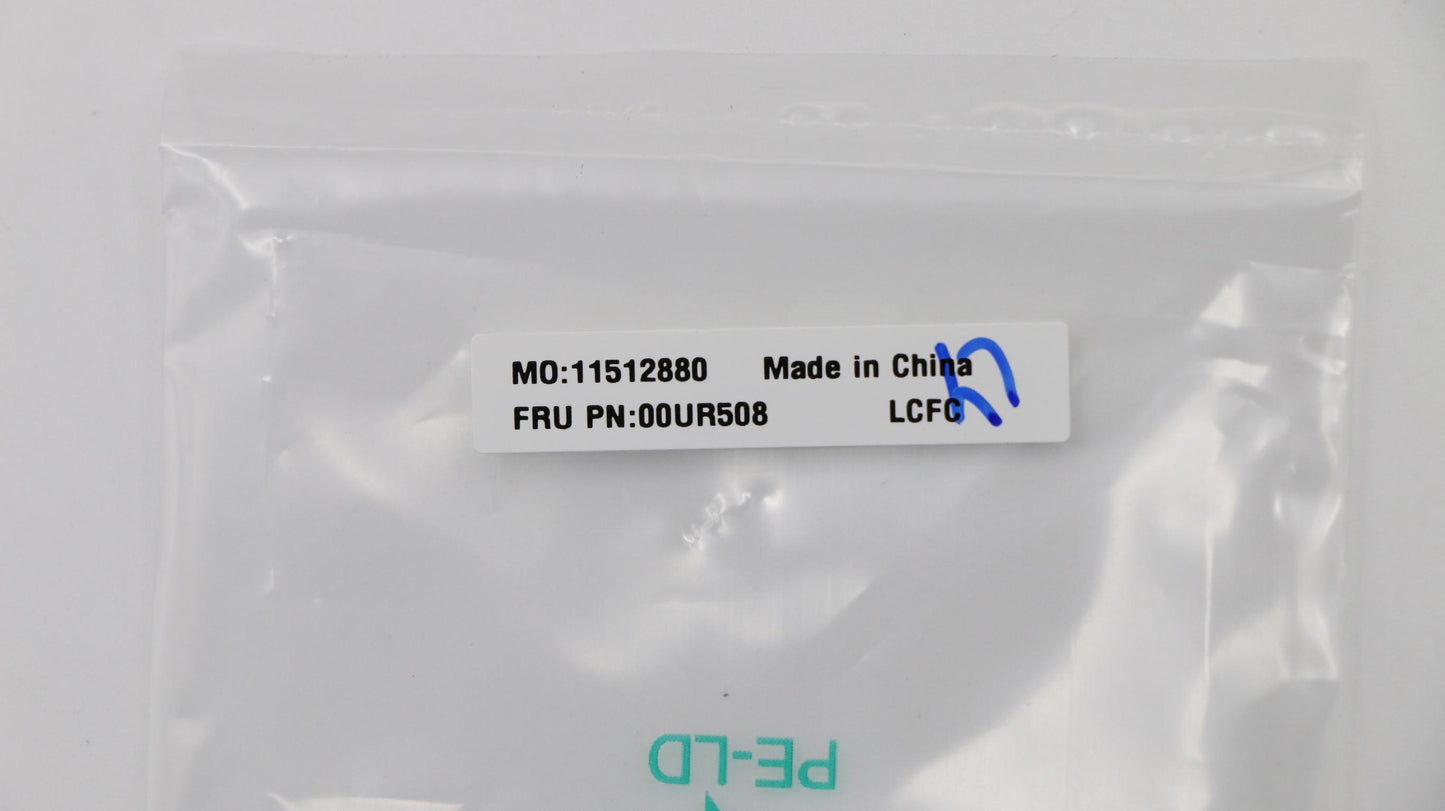 MO:11512880 Made in China
FRU PN:00UR508 LCFC
PE-LD